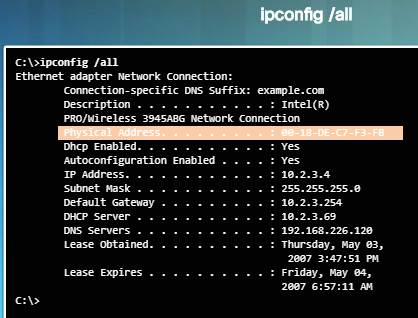 ipconfig /all
C:\>ipconfig /all
Ethernet adapter Network Connection:
Connection-specific DNS Suffix: example.com
Description . . . . . . . . . . . : Intel(R)
PRO/Wireless 3945ABG Network Connection
Physical Address. . . . . . . . . : 00-18-DE-C7-F3-FB
Dhcp Enabled. . . . . . . . . . . : Yes
Autoconfiguration Enabled . . . . : Yes
IP Address. . . . . . . . . . . . : 10.2.3.4
Subnet Mask . . . . . . . . . . . : 255.255.255.0
Default Gateway . . . . . . . . . : 10.2.3.254
DHCP Server . . . . . . . . . . . : 10.2.3.69
DNS Servers . . . . . . . . . . . : 192.168.226.120
Lease Obtained. . . . . . . . . . : Thursday, May 03,
2007 3:47:51 PM
Lease Expires . . . . . . . . . . : Friday, May 04,
2007 6:57:11 AM
C:\>